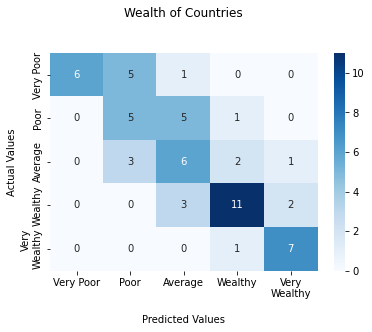 Wealth of Countries
Actual Values
Very Poor
6 5 1 0 0
Poor
0 5 5 1 0
Average
0 3 6 2 1
Wealthy
0 0 3 11 2
Very
Wealthy
0 0 0 1 7
Very Poor Poor Average Wealthy Very
Wealthy
Predicted Values
10
8
6
4
2
0